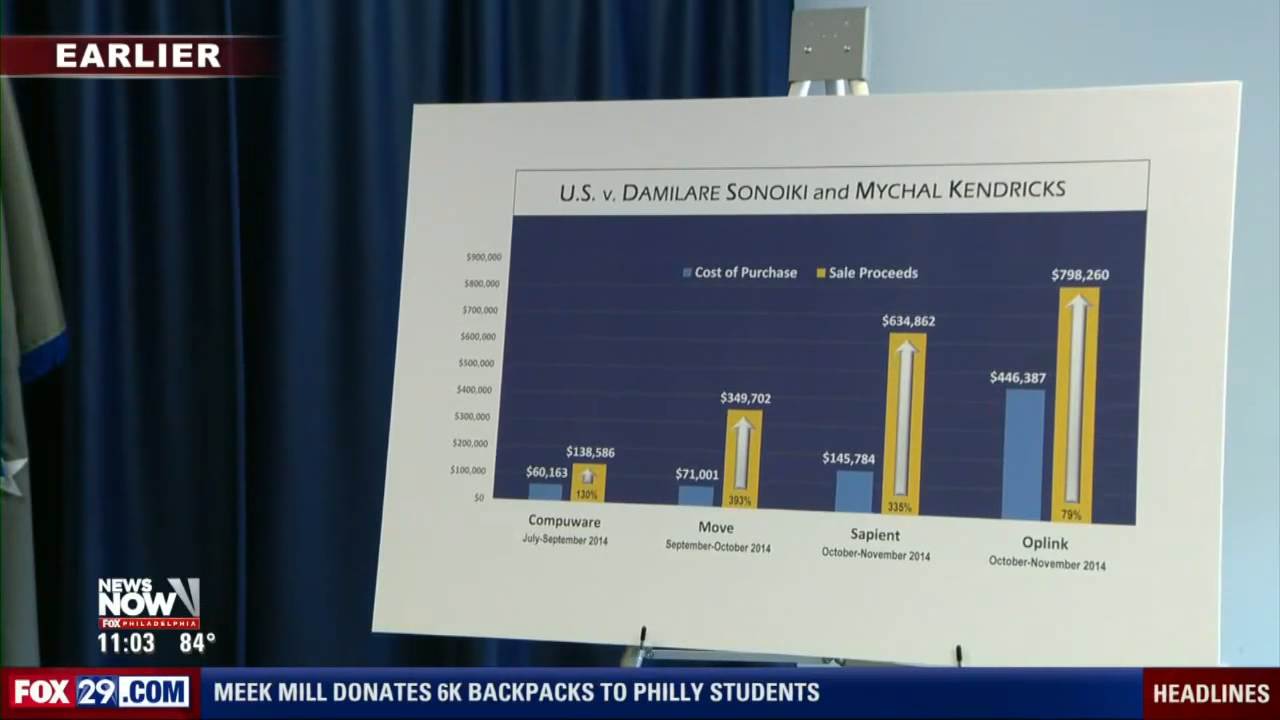 EARLIER
U.S. v. DAMILARE SONOIKI and MYCHAL KENDRICKS
Cost of Purchase Sale Proceeds
$900,000
$800,000
$700,000
$600,000
$500,000
$400,000
$300,000
$200,000
$100,000
$0
$60,163
$138,586
130%
$71,001
$349,702
393%
$145,784
$634,862
335%
$446,387
$798,260
79%
Compuware
July-September 2014
Move
September-October 2014
Sapient
October-November 2014
Oplink
October-November 2014
NEWS
NOW
FOX PHILADELPHIA
11:03 84°
FOX 29.COM
MEEK MILL DONATES 6K BACKPACKS TO PHILLY STUDENTS
HEADLINES